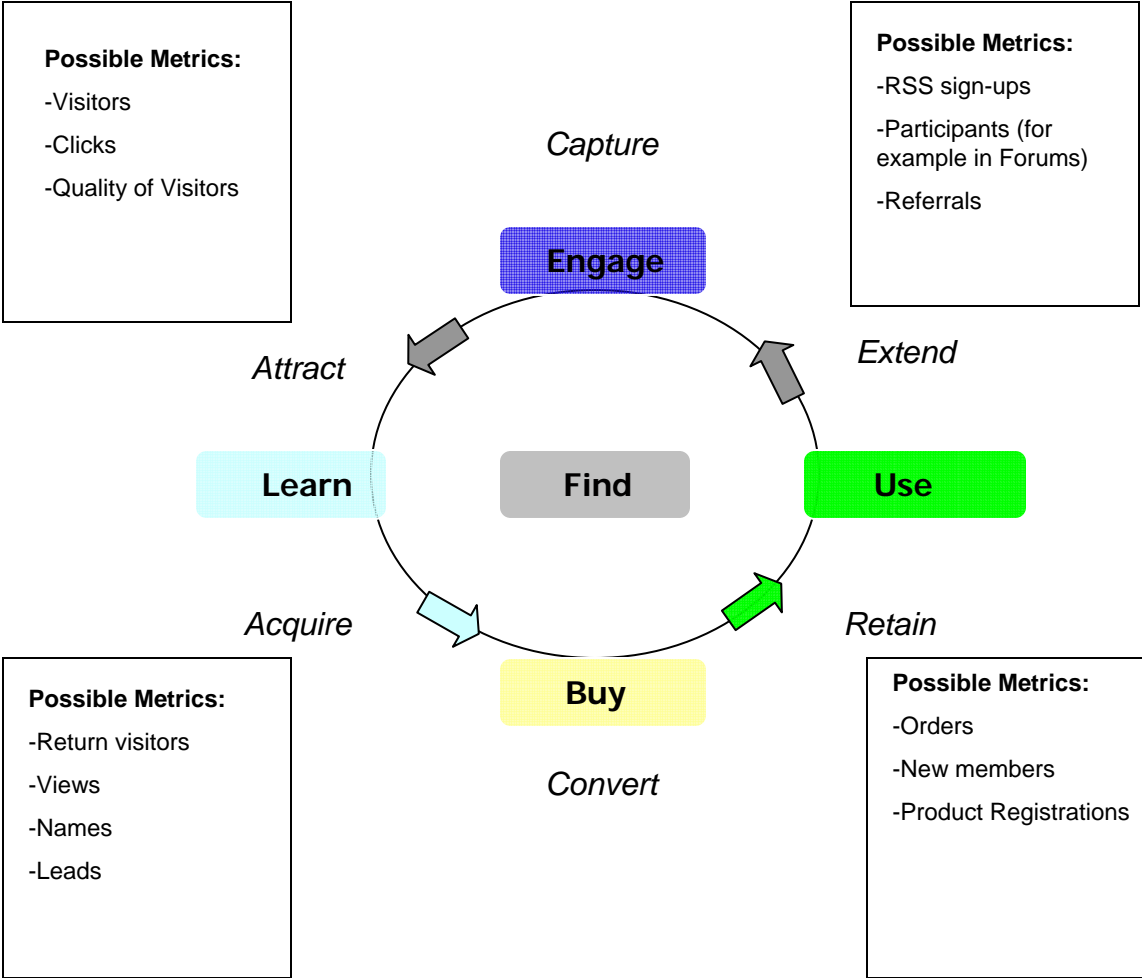 Possible Metrics:
-Visitors
-Clicks
-Quality of Visitors
Possible Metrics:
-RSS sign-ups
-Participants (for
example in Forums)
-Referrals
Capture
Engage
Attract
Extend
Learn
Find
Use
Acquire
Retain
Buy
Convert
Possible Metrics:
-Return visitors
-Views
-Names
-Leads
Possible Metrics:
-Orders
-New members
-Product Registrations